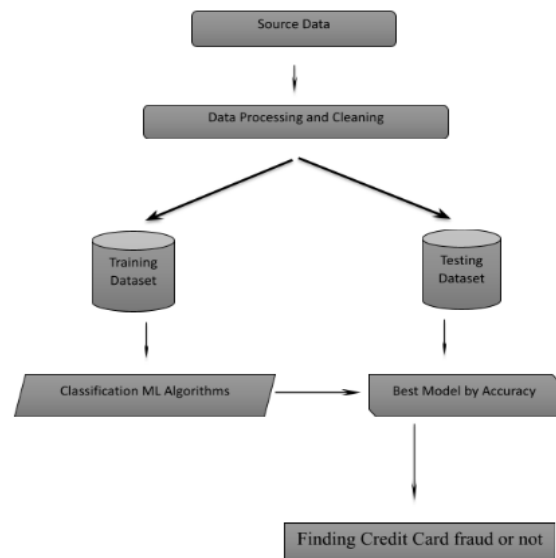 Source Data
Data Processing and Cleaning
Training
Dataset
Testing
Dataset
Classification ML Algorithms
Best Model by Accuracy
Finding Credit Card fraud or not